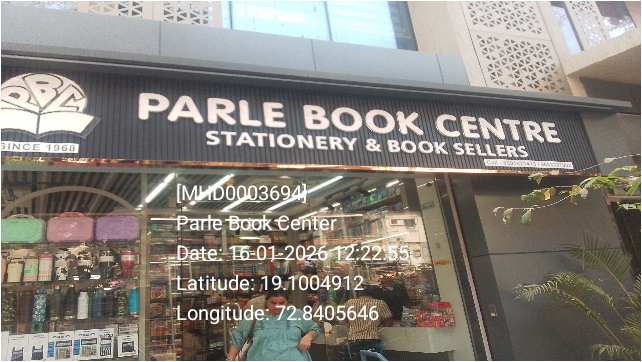 PBC
SINCE 1968
PARLE BOOK CENTRE
STATIONERY & BOOK SELLERS
[MHD0003694]
Parle Book Center
Date: 16-01-2026 12:22:55
Latitude: 19.1004912
Longitude: 72.8405646